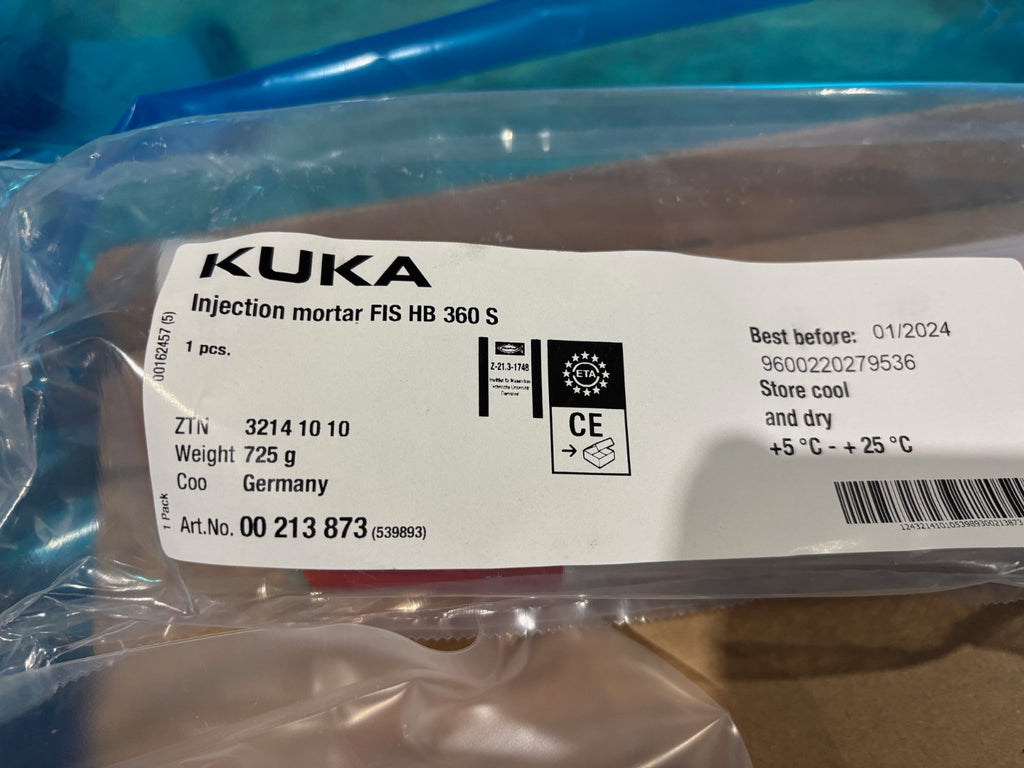 KUKA
Injection mortar FIS HB 360 S
1 pcs.
00162457 (5)
ZTN 3214 10 10
Weight 725 g
Coo Germany
1 Pack
Art.No. 00 213 873 (539893)
Z-21.3-1748
ETA
CE
Best before: 01/2024
9600220279536
Store cool
and dry
+5 °C - + 25 °C
1243214101053989300213873